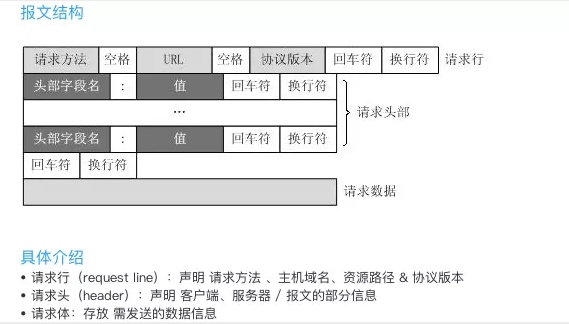 报文结构
请求方法 空格 URL 空格 协议版本 回车符 换行符 请求行
头部字段名 : 值 回车符 换行符
... 请求头部
头部字段名 : 值 回车符 换行符
回车符 换行符
请求数据
具体介绍
• 请求行（request line）：声明 请求方法 、主机域名、资源路径 & 协议版本
• 请求头（header）：声明 客户端、服务器 / 报文的部分信息
• 请求体：存放 需发送的数据信息